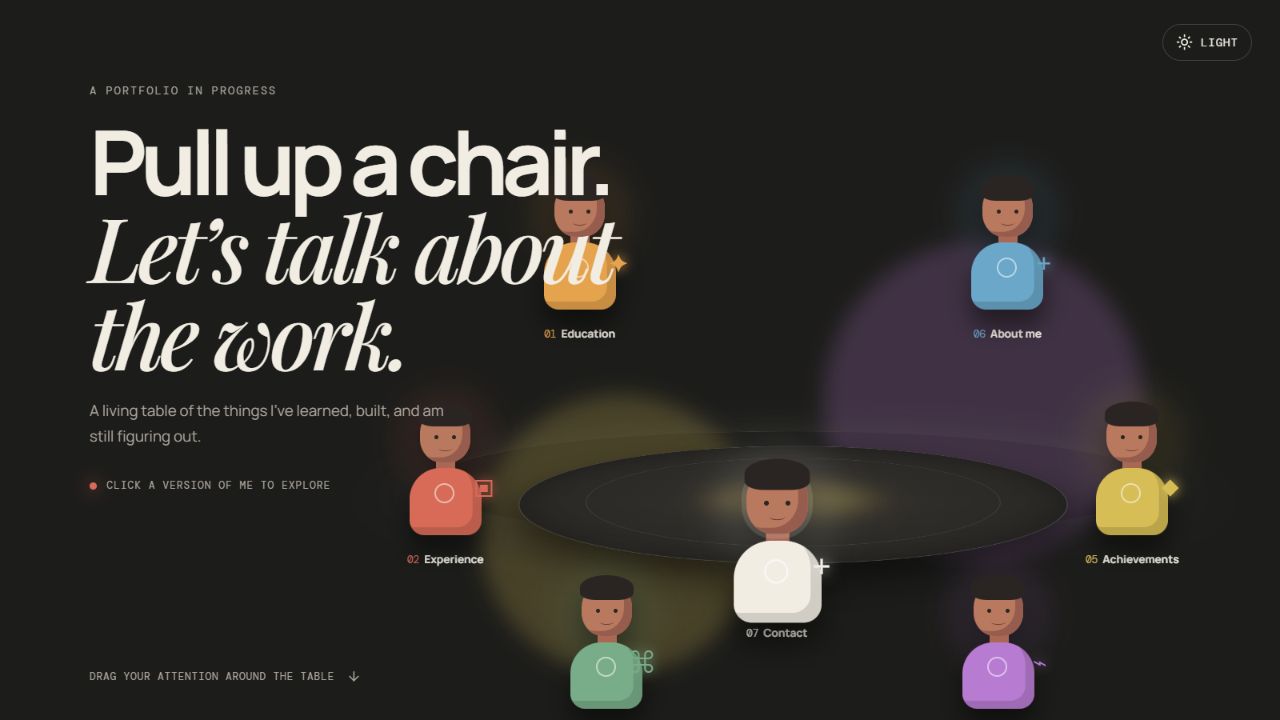 LIGHT
A PORTFOLIO IN PROGRESS
Pull up a chair.
Let's talk about
the work.
A living table of the things I've learned, built, and am
still figuring out.
CLICK A VERSION OF ME TO EXPLORE
01 Education
06 About me
02 Experience
05 Achievements
07 Contact
DRAG YOUR ATTENTION AROUND THE TABLE